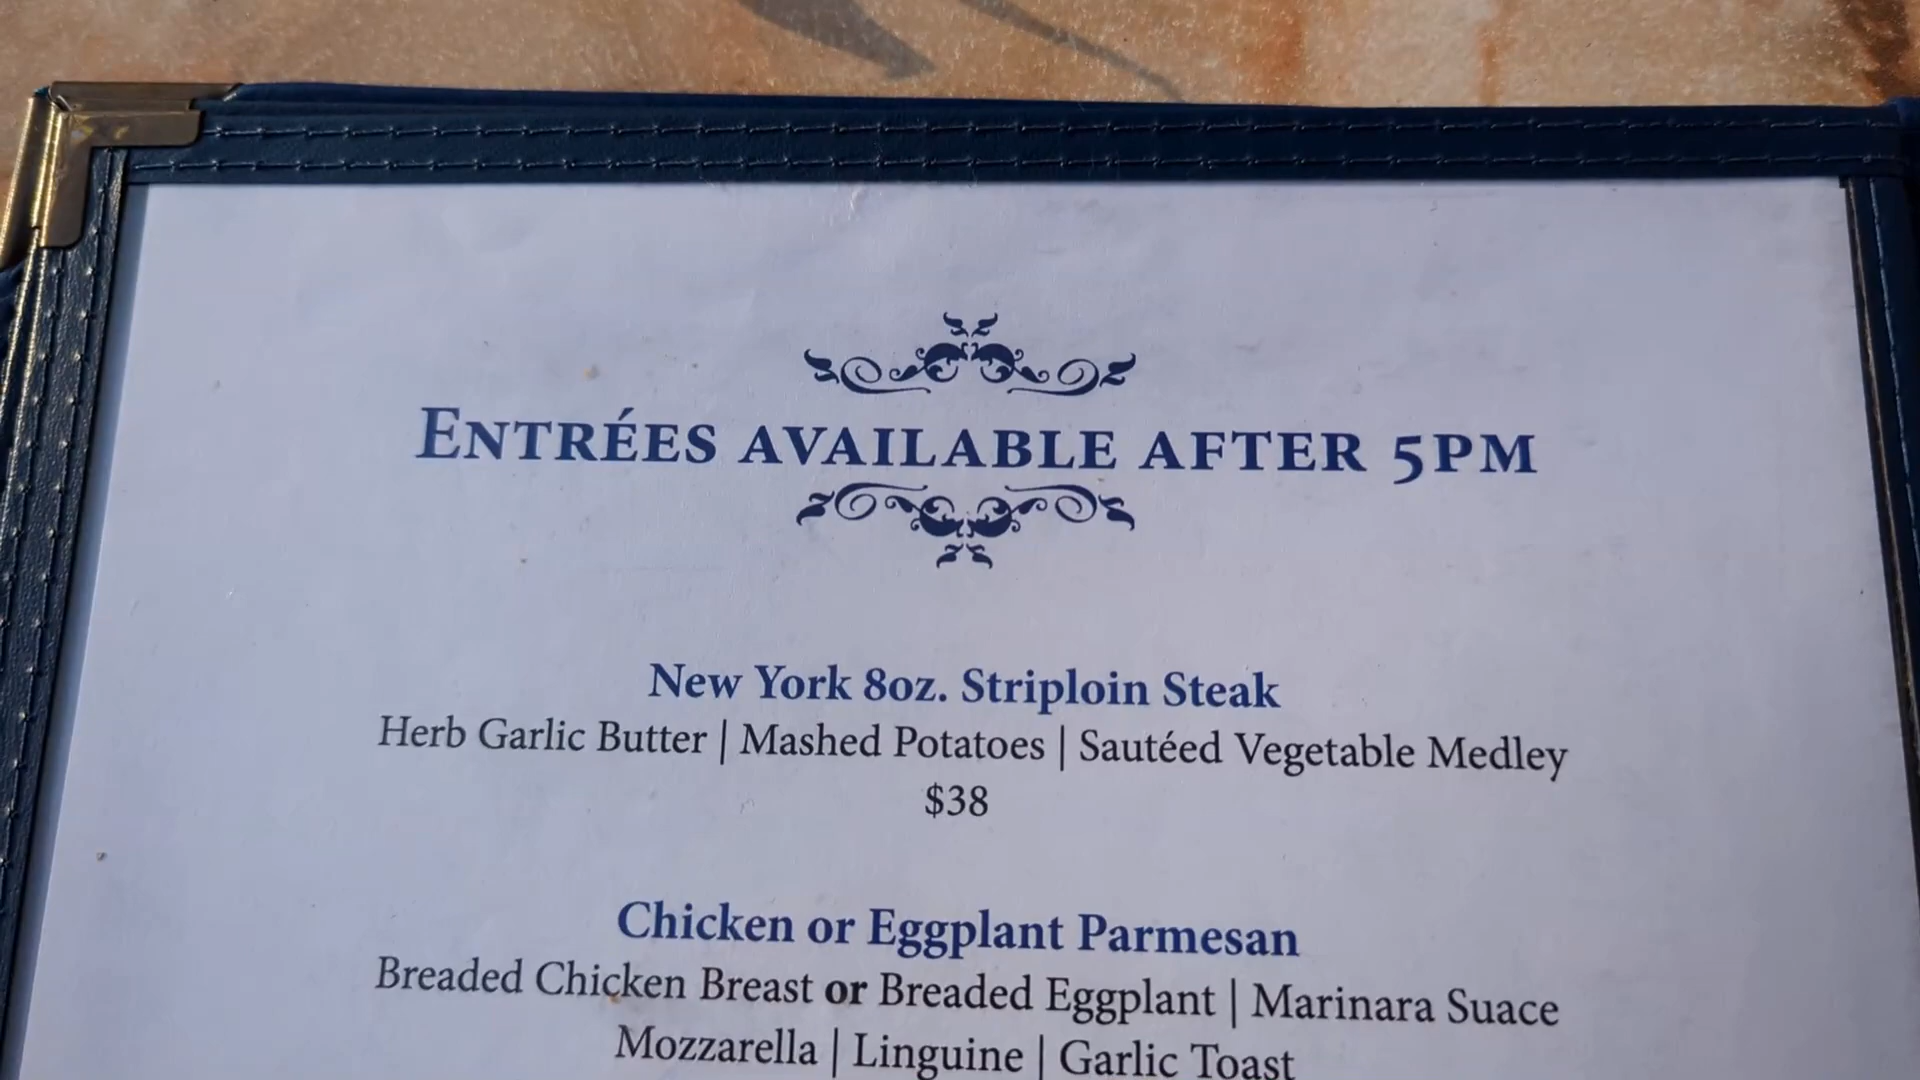 Entrées available after 5pm
New York 8oz. Striploin Steak
Herb Garlic Butter | Mashed Potatoes | Sautéed Vegetable Medley
$38
Chicken or Eggplant Parmesan
Breaded Chicken Breast or Breaded Eggplant | Marinara Suace
Mozzarella | Linguine | Garlic Toast